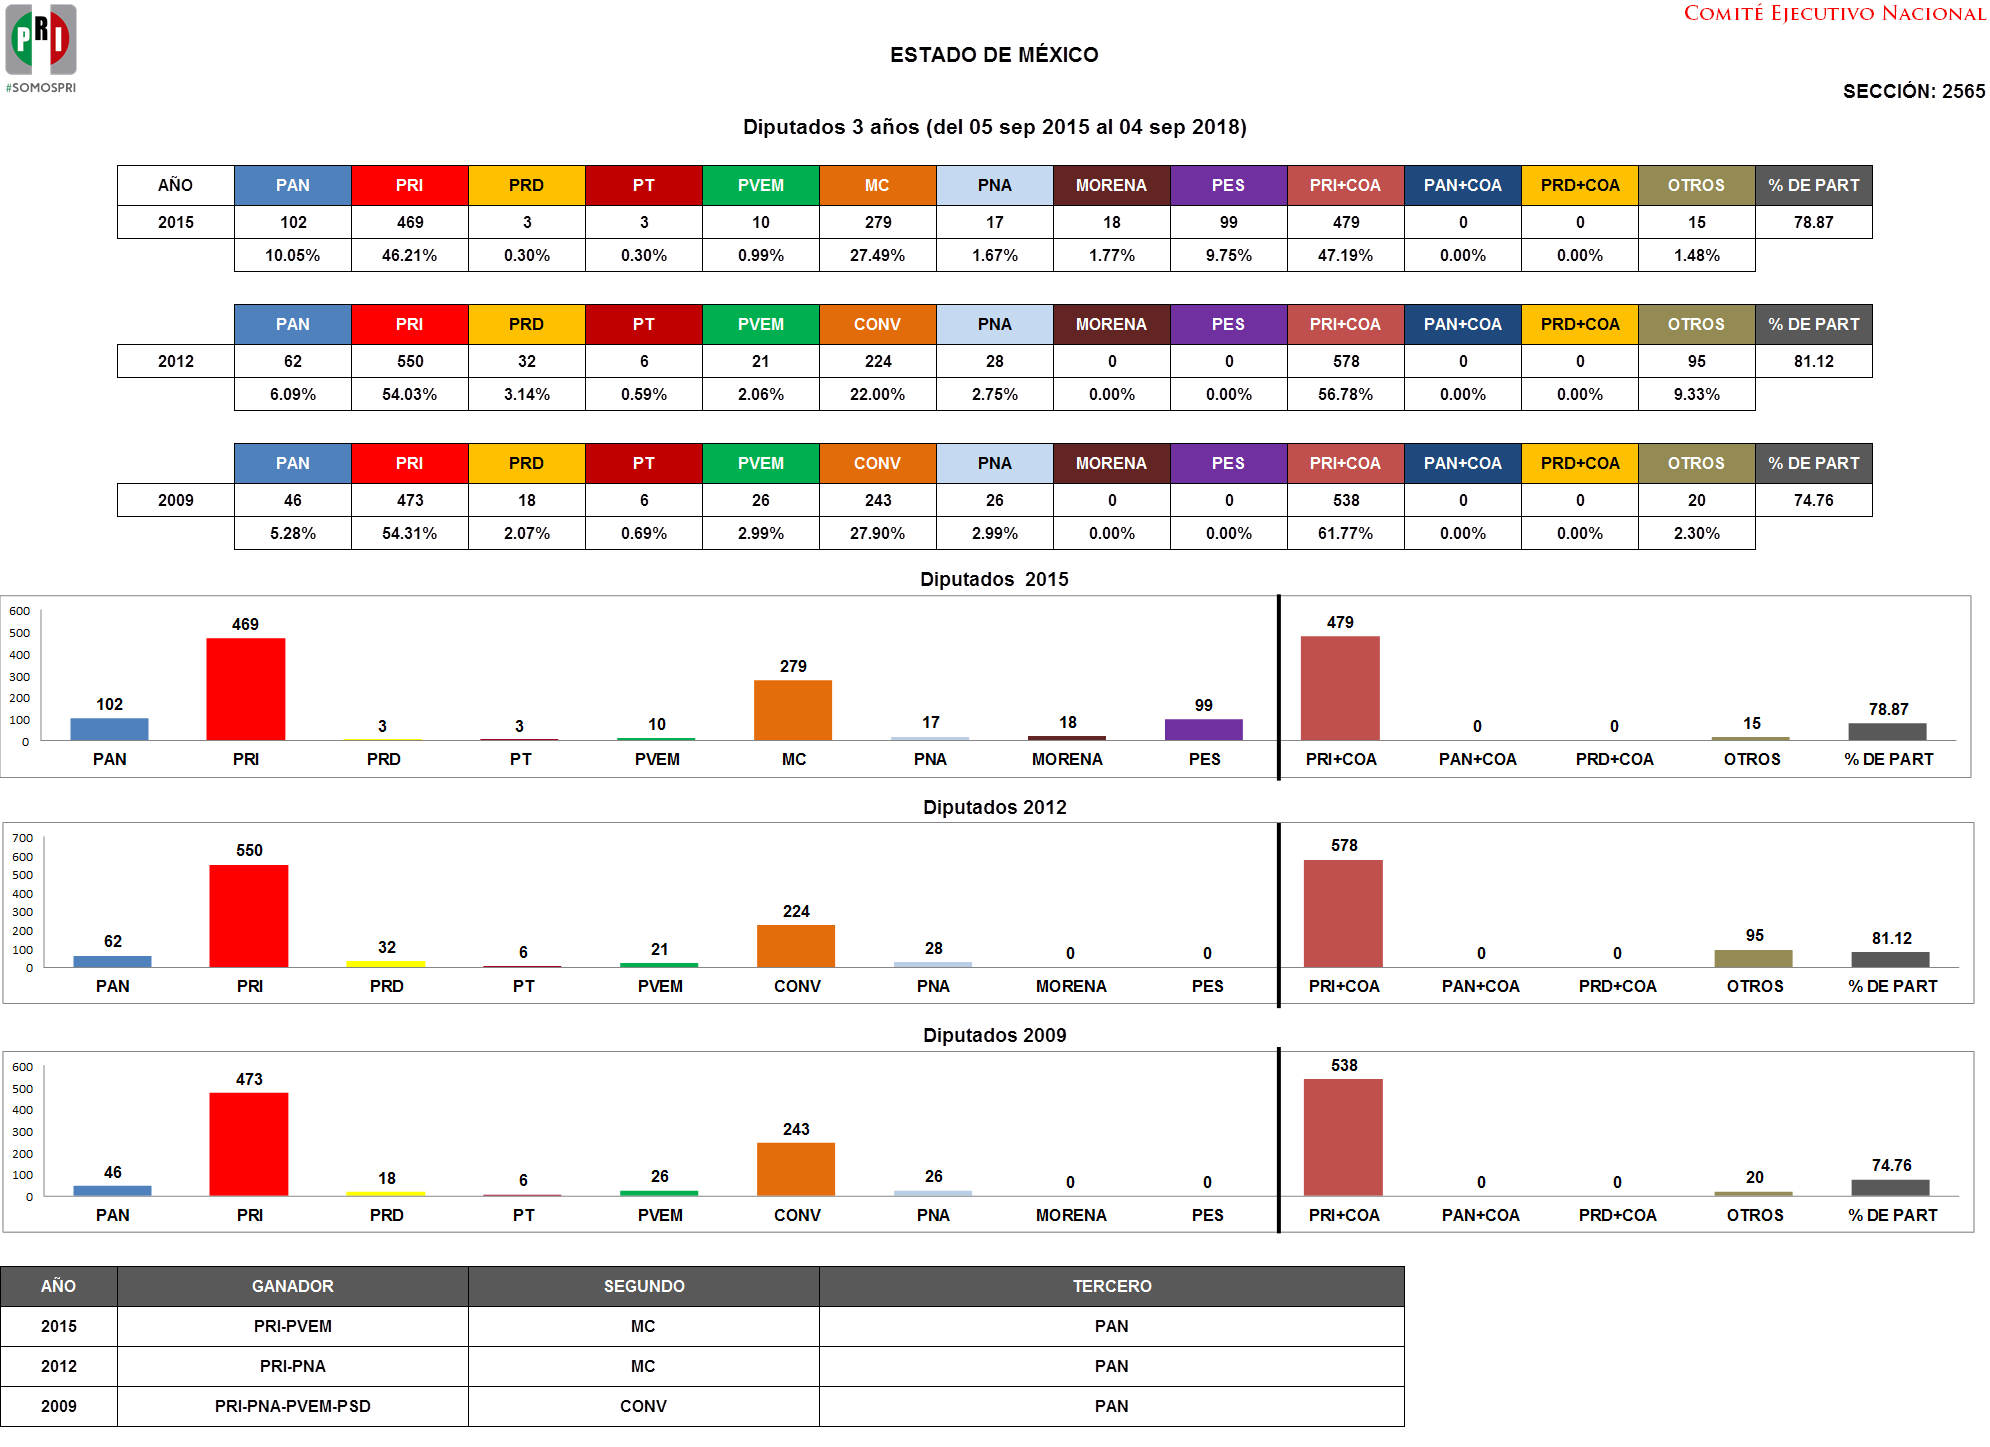 PRI
#SOMOSPRI
COMITÉ EJECUTIVO NACIONAL
ESTADO DE MÉXICO
SECCIÓN: 2565
Diputados 3 años (del 05 sep 2015 al 04 sep 2018)
AÑO PAN PRI PRD PT PVEM MC PNA MORENA PES PRI+COA PAN+COA PRD+COA OTROS % DE PART
2015 102 469 3 3 10 279 17 18 99 479 0 0 15 78.87
10.05% 46.21% 0.30% 0.30% 0.99% 27.49% 1.67% 1.77% 9.75% 47.19% 0.00% 0.00% 1.48%
PAN PRI PRD PT PVEM CONV PNA MORENA PES PRI+COA PAN+COA PRD+COA OTROS % DE PART
2012 62 550 32 6 21 224 28 0 0 578 0 0 95 81.12
6.09% 54.03% 3.14% 0.59% 2.06% 22.00% 2.75% 0.00% 0.00% 56.78% 0.00% 0.00% 9.33%
PAN PRI PRD PT PVEM CONV PNA MORENA PES PRI+COA PAN+COA PRD+COA OTROS % DE PART
2009 46 473 18 6 26 243 26 0 0 538 0 0 20 74.76
5.28% 54.31% 2.07% 0.69% 2.99% 27.90% 2.99% 0.00% 0.00% 61.77% 0.00% 0.00% 2.30%
Diputados 2015
600
500
400
300
200
100
0
102 469 3 3 10 279 17 18 99 479 0 0 15 78.87
PAN PRI PRD PT PVEM MC PNA MORENA PES PRI+COA PAN+COA PRD+COA OTROS % DE PART
Diputados 2012
700
600
500
400
300
200
100
0
62 550 32 6 21 224 28 0 0 578 0 0 95 81.12
PAN PRI PRD PT PVEM CONV PNA MORENA PES PRI+COA PAN+COA PRD+COA OTROS % DE PART
Diputados 2009
600
500
400
300
200
100
0
46 473 18 6 26 243 26 0 0 538 0 0 20 74.76
PAN PRI PRD PT PVEM CONV PNA MORENA PES PRI+COA PAN+COA PRD+COA OTROS % DE PART
AÑO GANADOR SEGUNDO TERCERO
2015 PRI-PVEM MC PAN
2012 PRI-PNA MC PAN
2009 PRI-PNA-PVEM-PSD CONV PAN